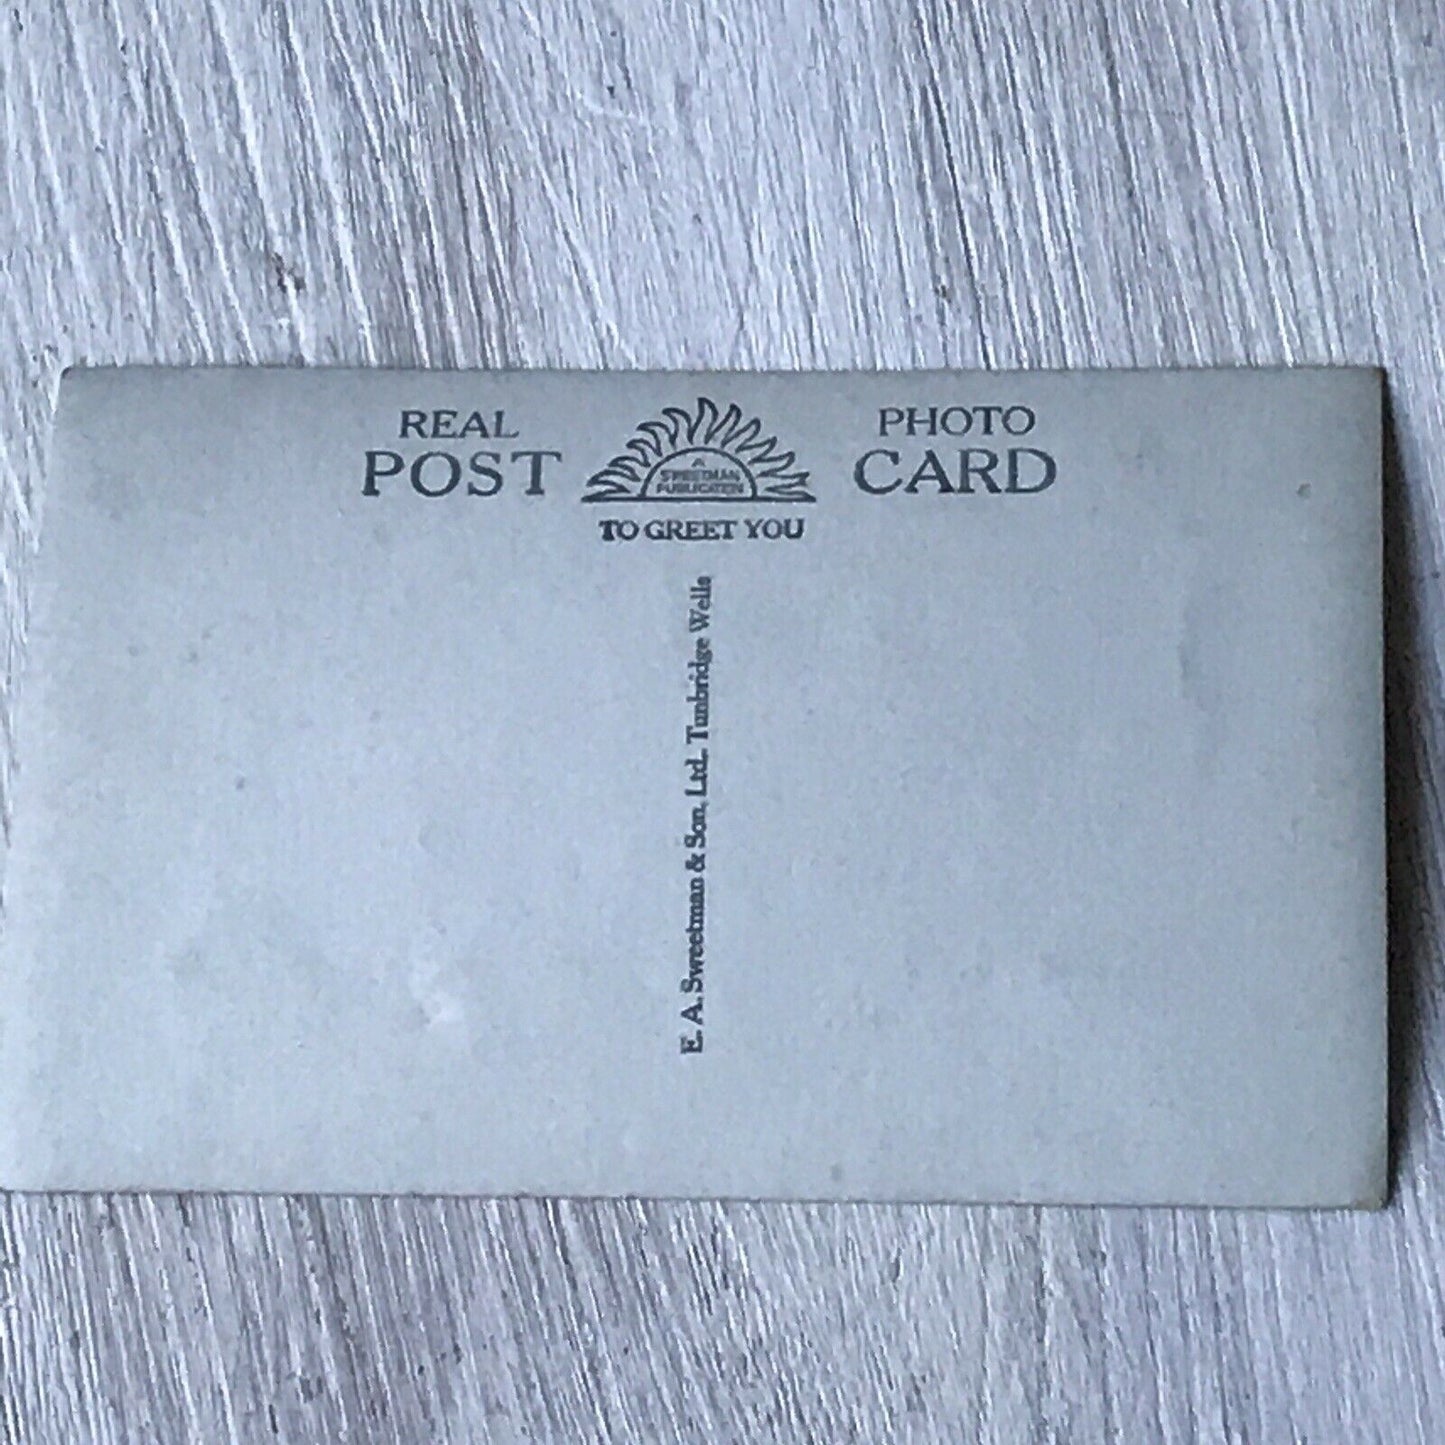 REAL PHOTO
POST CARD
A
SWEETMAN
PUBLICATION
TO GREET YOU
E. A. Sweetman & Son, Ltd., Tunbridge Wells